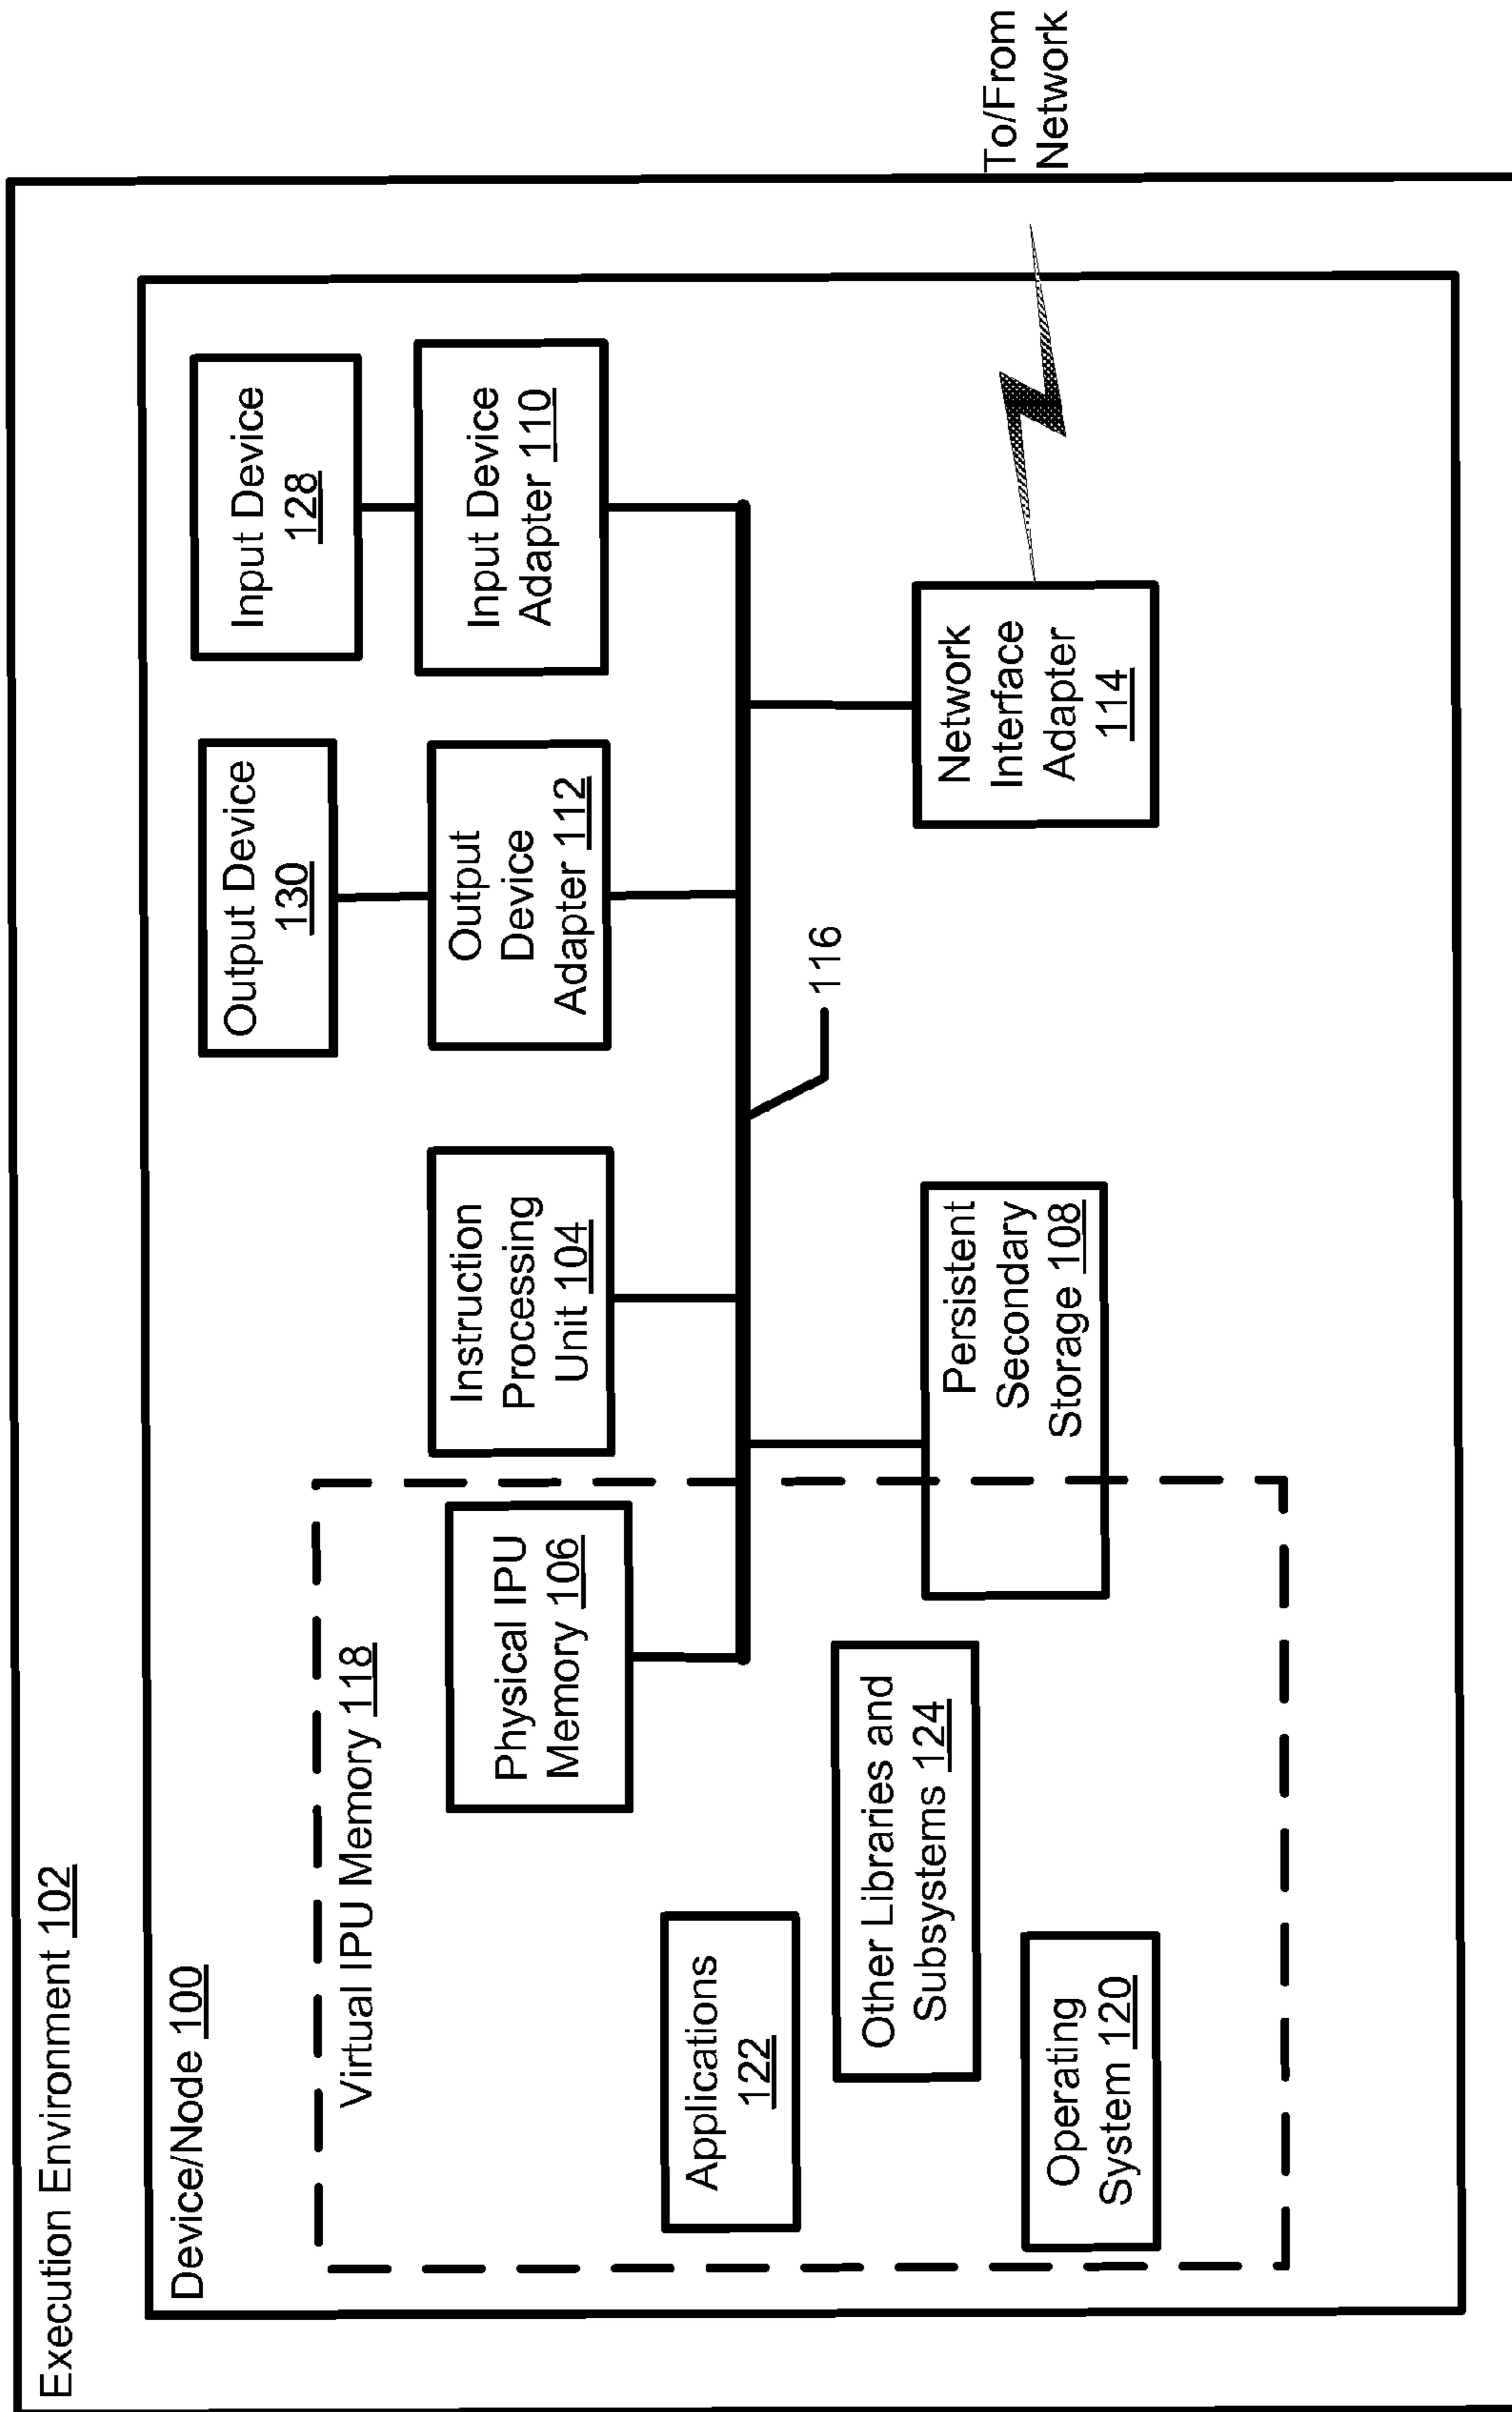 Execution Environment 102
Device/Node 100
Virtual IPU Memory 118
Physical IPU
Memory 106
Instruction
Processing
Unit 104
Output Device
130
Output
Device
Adapter 112
Input Device
128
Input Device
Adapter 110
116
Applications
122
Other Libraries and
Subsystems 124
Operating
System 120
Persistent
Secondary
Storage 108
Network
Interface
Adapter
114
To/From
Network